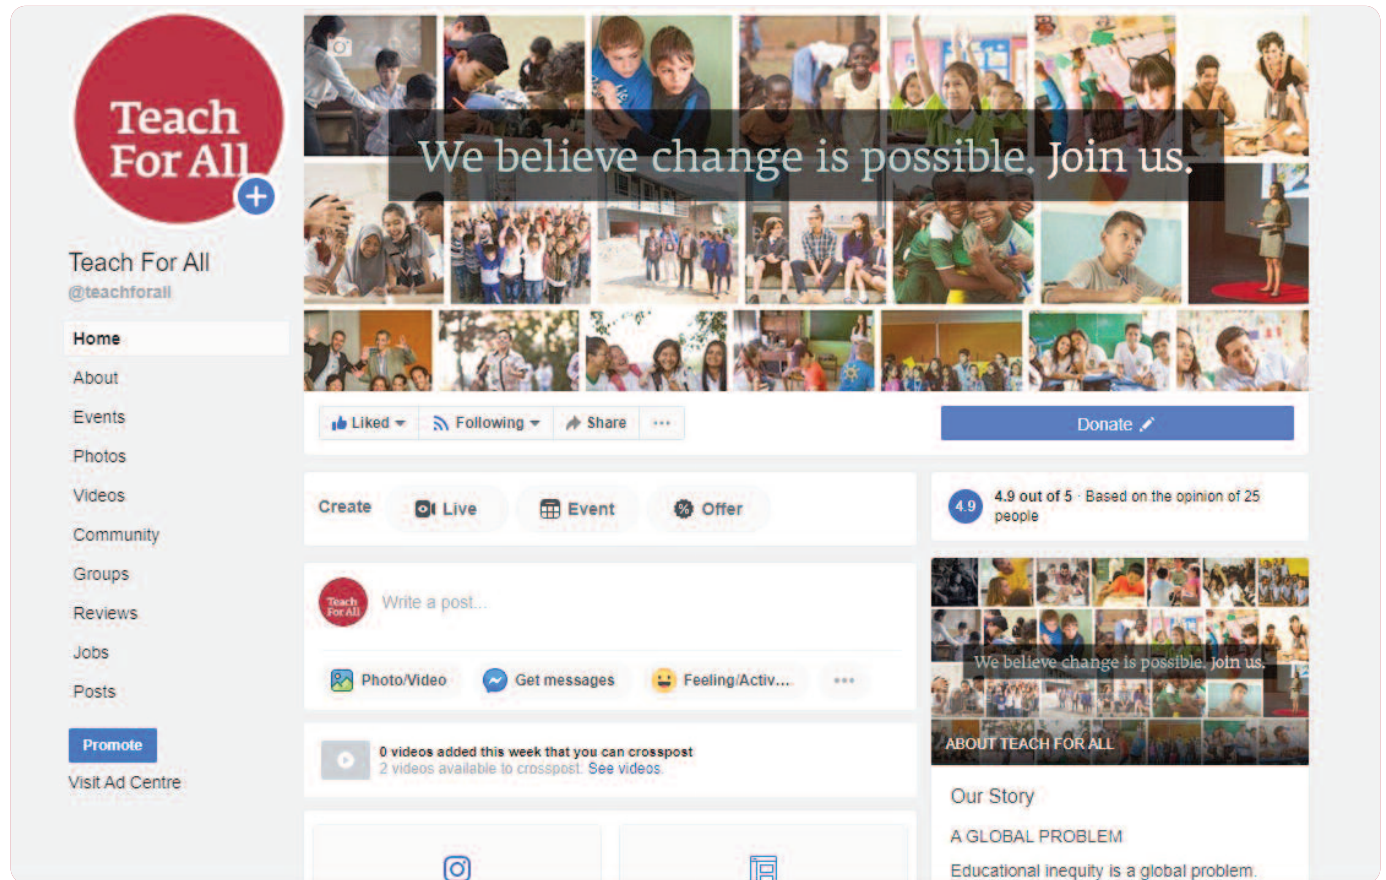 Teach
For All
Teach For All
@teachforall
Home
About
Events
Photos
Videos
Community
Groups
Reviews
Jobs
Posts
Promote
Visit Ad Centre
We believe change is possible. Join us.
Liked
Following
Share
Donate
Create
Live
Event
Offer
Teach
For All
Write a post...
Photo/Video
Get messages
Feeling/Activ...
0 videos added this week that you can crosspost
2 videos available to crosspost. See videos.
4.9
4.9 out of 5 · Based on the opinion of 25
people
We believe change is possible. Join us.
ABOUT TEACH FOR ALL
Our Story
A GLOBAL PROBLEM
Educational inequity is a global problem.